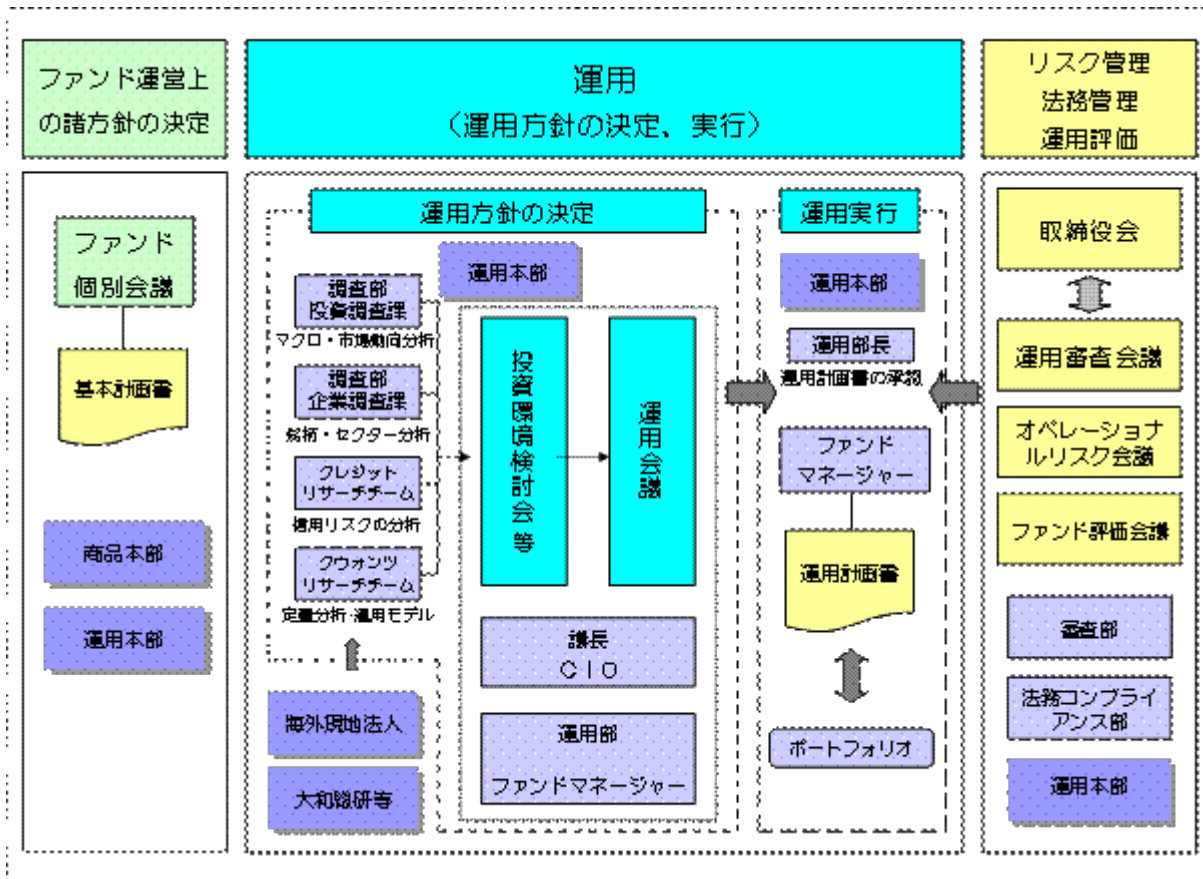 ファンド運営上
の諸方針の決定
運用
(運用方針の決定、実行)
リスク管理
法務管理
運用評価
ファンド
個別会議
基本計画書
商品本部
運用本部
運用方針の決定
運用本部
調査部
投資調査課
マクロ・市場動向分析
調査部
企業調査課
銘柄・セクター分析
クレジット
リサーチチーム
信用リスクの分析
クウォンツ
リサーチチーム
定量分析・運用モデル
海外現地法人
大和総研等
投資環境検討会等
運用会議
議長
CIO
運用部
ファンドマネージャー
運用実行
運用本部
運用部長
運用計画書の承認
ファンド
マネージャー
運用計画書
ポートフォリオ
取締役会
運用審査会議
オペレーショナ
ルリスク会議
ファンド評価会議
審査部
法務コンプライ
アンス部
運用本部